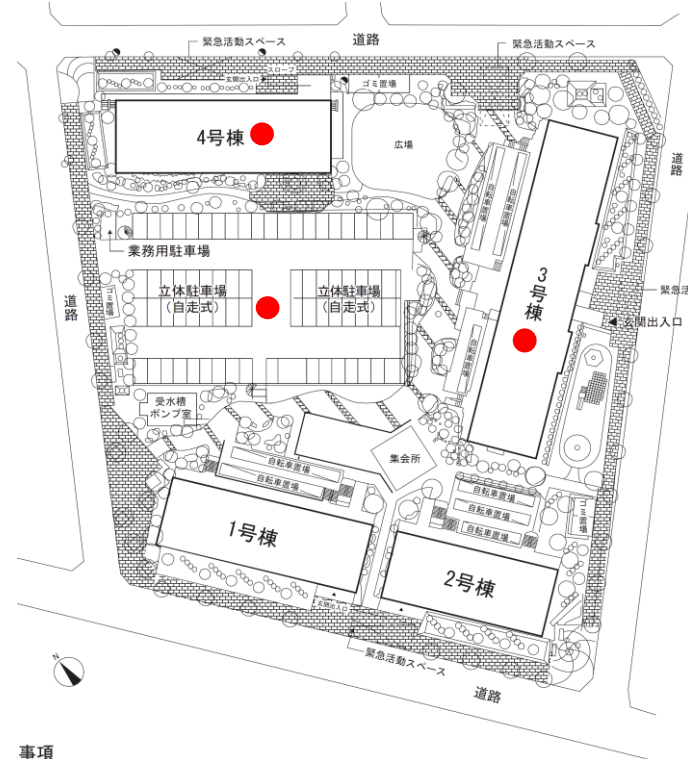 道路
緊急活動スペース
緊急活動スペース
玄関出入口
スロープ
ゴミ置場
4号棟
広場
自転車置場
自転車置場
道路
業務用駐車場
3号棟
緊急活
道路
ゴミ置場
立体駐車場
(自走式)
立体駐車場
(自走式)
玄関出入口
自転車置場
受水槽
ポンプ室
集会所
自転車置場
自転車置場
自転車置場
自転車置場
自転車置場
ゴミ置場
1号棟
2号棟
玄関出入口
緊急活動スペース
道路
N
事項